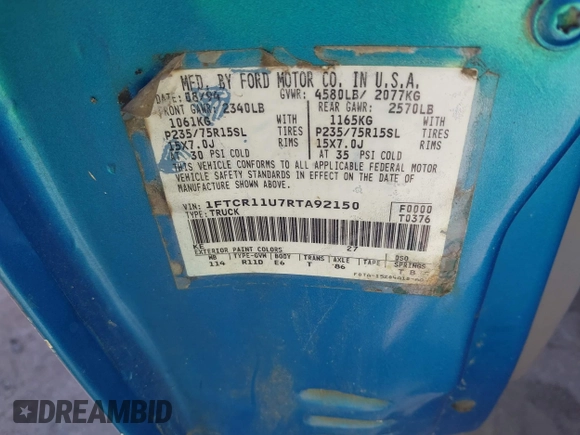 MFD. BY FORD MOTOR CO. IN U.S.A.
DATE: GVWR: 4580LB/ 2077KG
FRONT GAWR: 2340LB REAR GAWR: 2570LB
1061KG WITH 1165KG WITH
P235/75R15SL TIRES P235/75R15SL TIRES
15X7.0J RIMS 15X7.0J RIMS
AT 30 PSI COLD AT 35 PSI COLD
THIS VEHICLE CONFORMS TO ALL APPLICABLE FEDERAL MOTOR
VEHICLE SAFETY STANDARDS IN EFFECT ON THE DATE OF
MANUFACTURE SHOWN ABOVE
VIN: 1FTCR11U7RTA92150 F0000
TYPE: TRUCK T0376
KE 27
EXTERIOR PAINT COLORS DSO
WB TYPE-GVW BODY TRANS AXLE TAPE SPRINGS
114 R11D E6 T 86 T B
DREAMBID